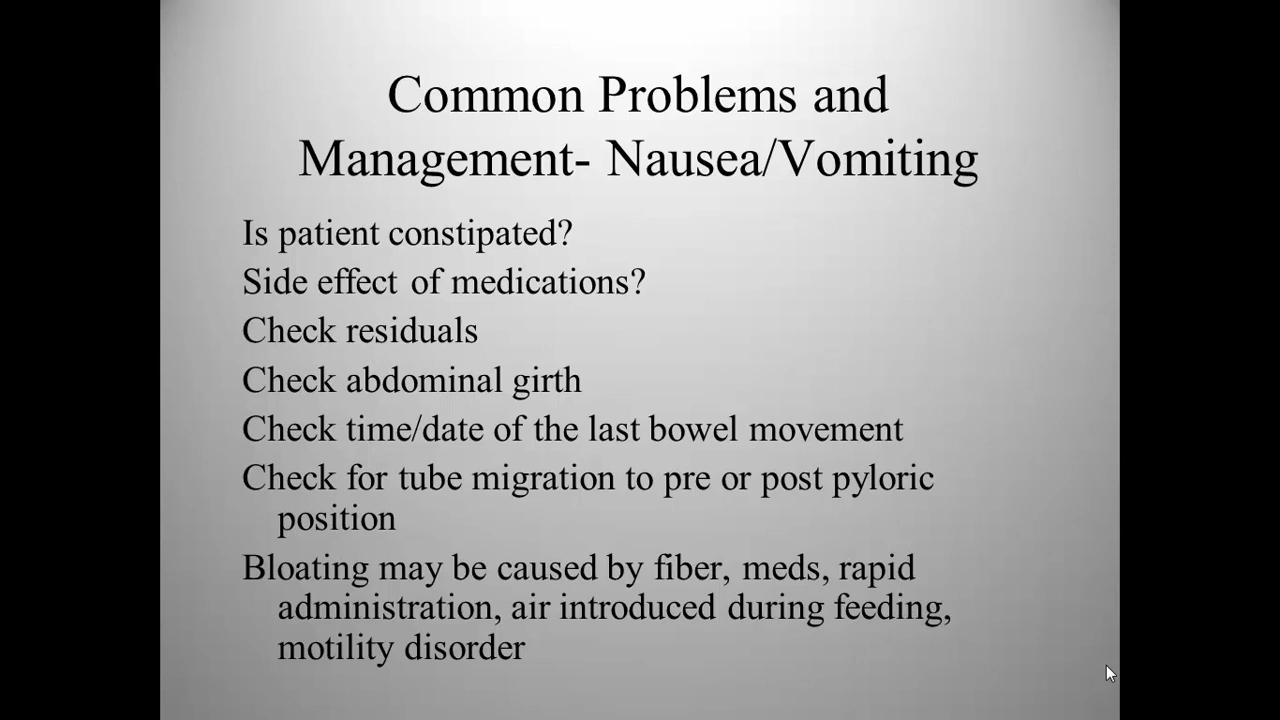 Common Problems and
Management- Nausea/Vomiting
Is patient constipated?
Side effect of medications?
Check residuals
Check abdominal girth
Check time/date of the last bowel movement
Check for tube migration to pre or post pyloric
position
Bloating may be caused by fiber, meds, rapid
administration, air introduced during feeding,
motility disorder